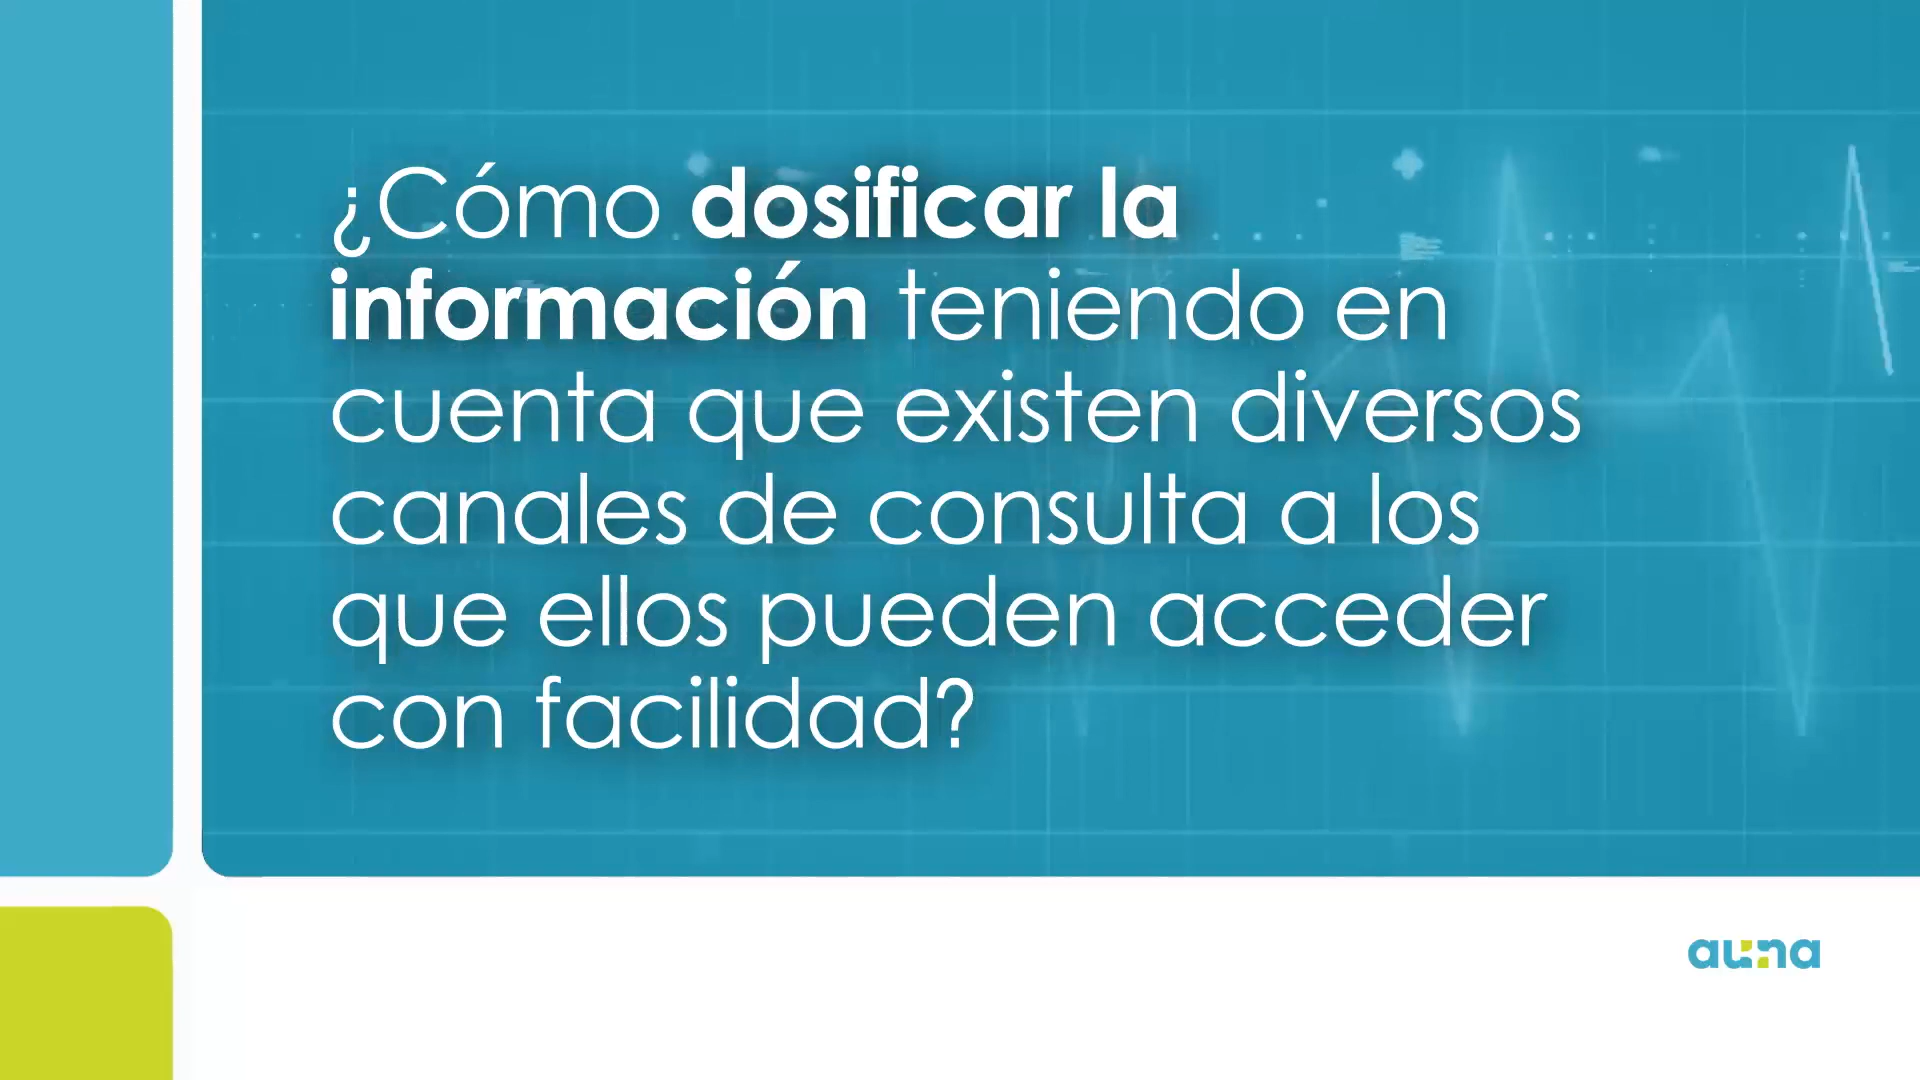 ¿Cómo dosificar la
información teniendo en
cuenta que existen diversos
canales de consulta a los
que ellos pueden acceder
con facilidad?
auna